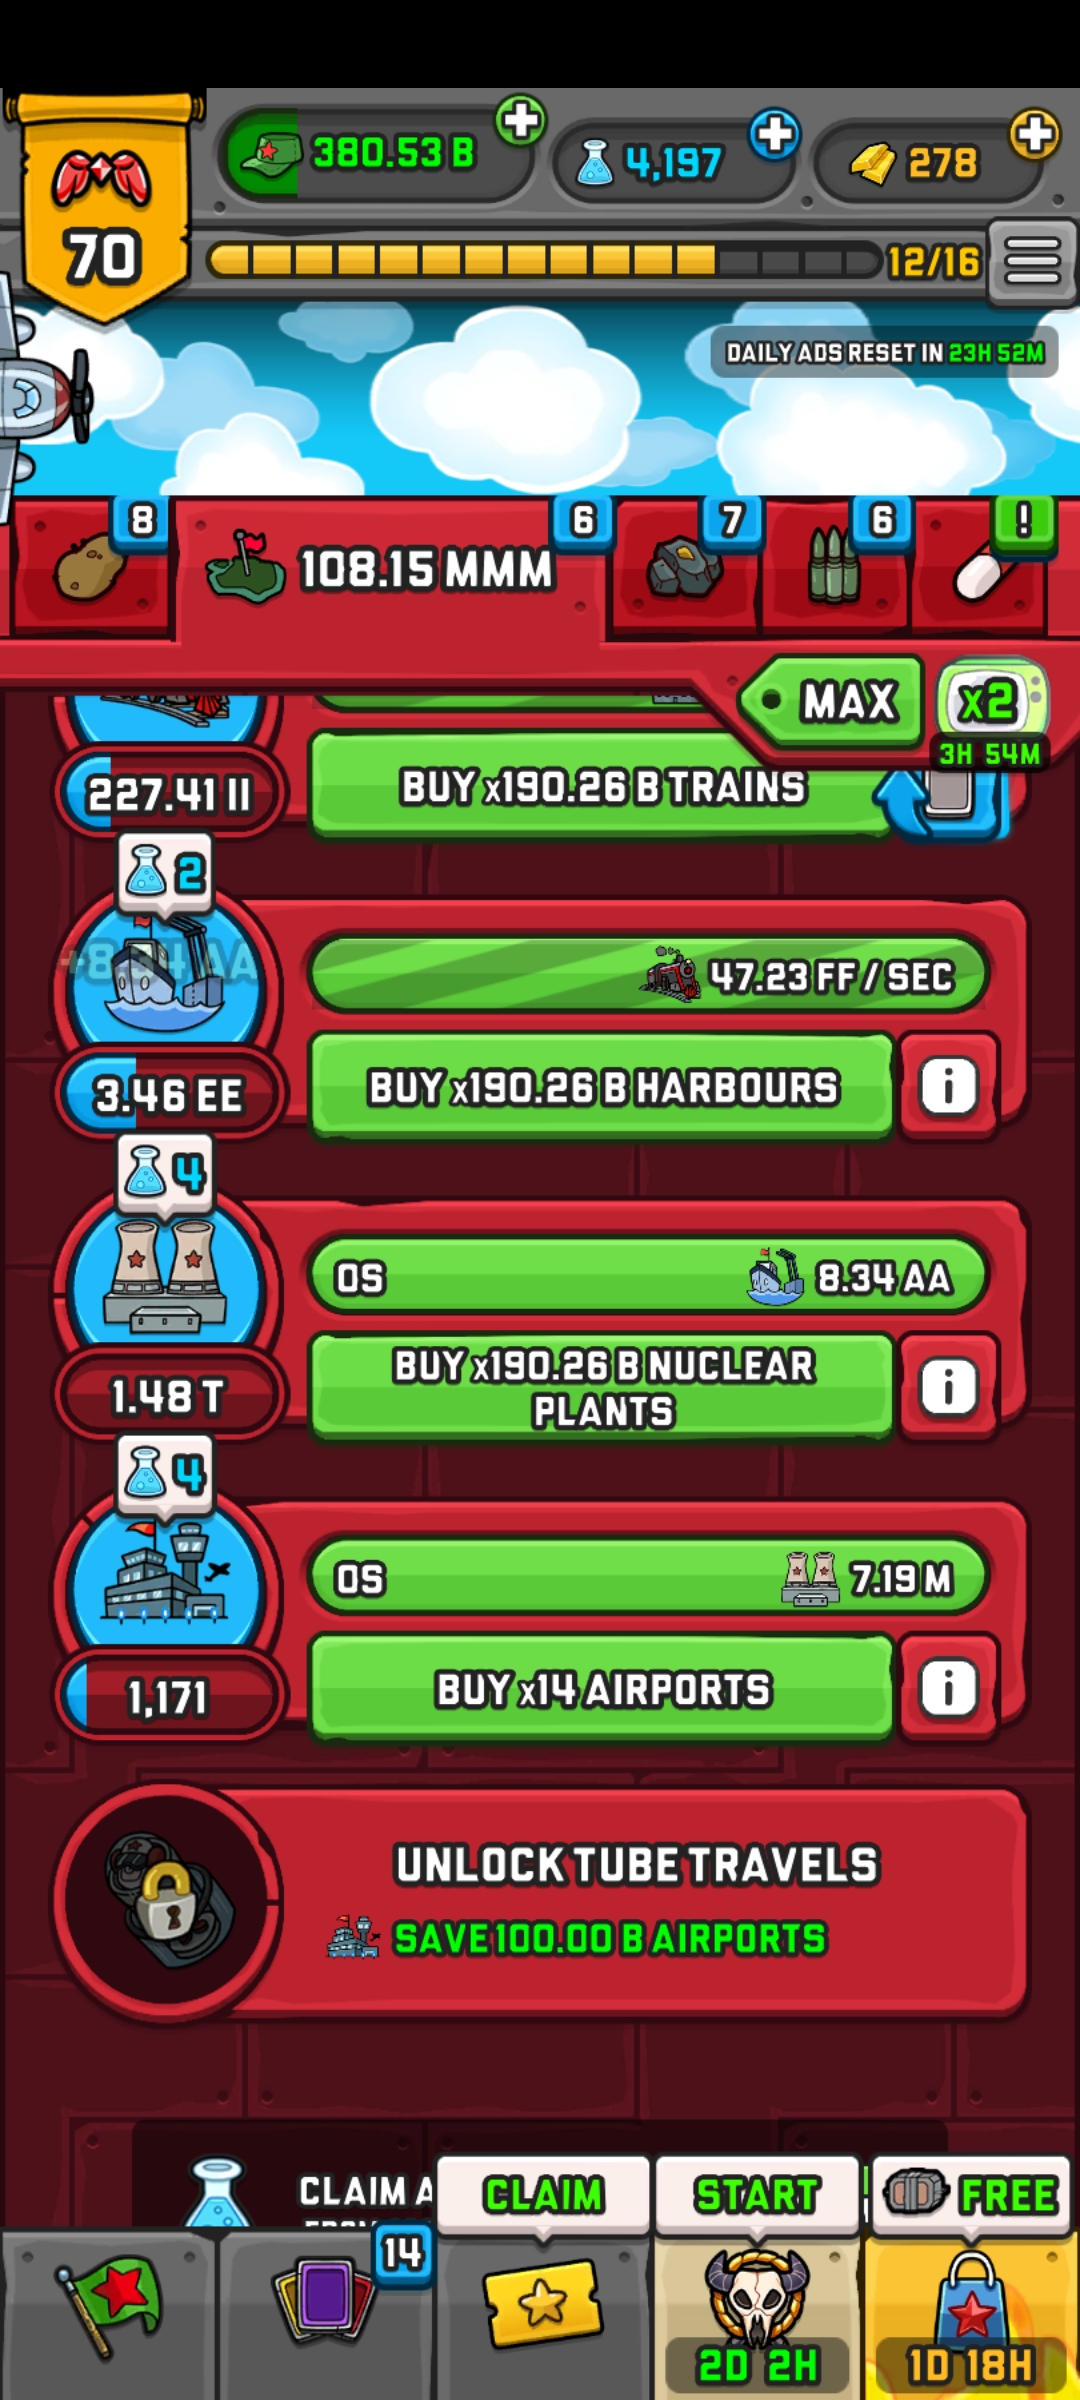 380.53 B
4,197
278
70
12/16
DAILY ADS RESET IN 23H 52M
8
108.15 MMM
6
7
6
!
MAX
x2
3H 54M
227.41 II
BUY x190.26 B TRAINS
2
+8.34 AA
47.23 FF / SEC
3.46 EE
BUY x190.26 B HARBOURS
i
4
0S
8.34 AA
1.48 T
BUY x190.26 B NUCLEAR
PLANTS
i
4
0S
7.19 M
1,171
BUY x14 AIRPORTS
i
UNLOCK TUBE TRAVELS
SAVE 100.00 B AIRPORTS
CLAIM A
CLAIM
START
FREE
14
2D 2H
1D 18H